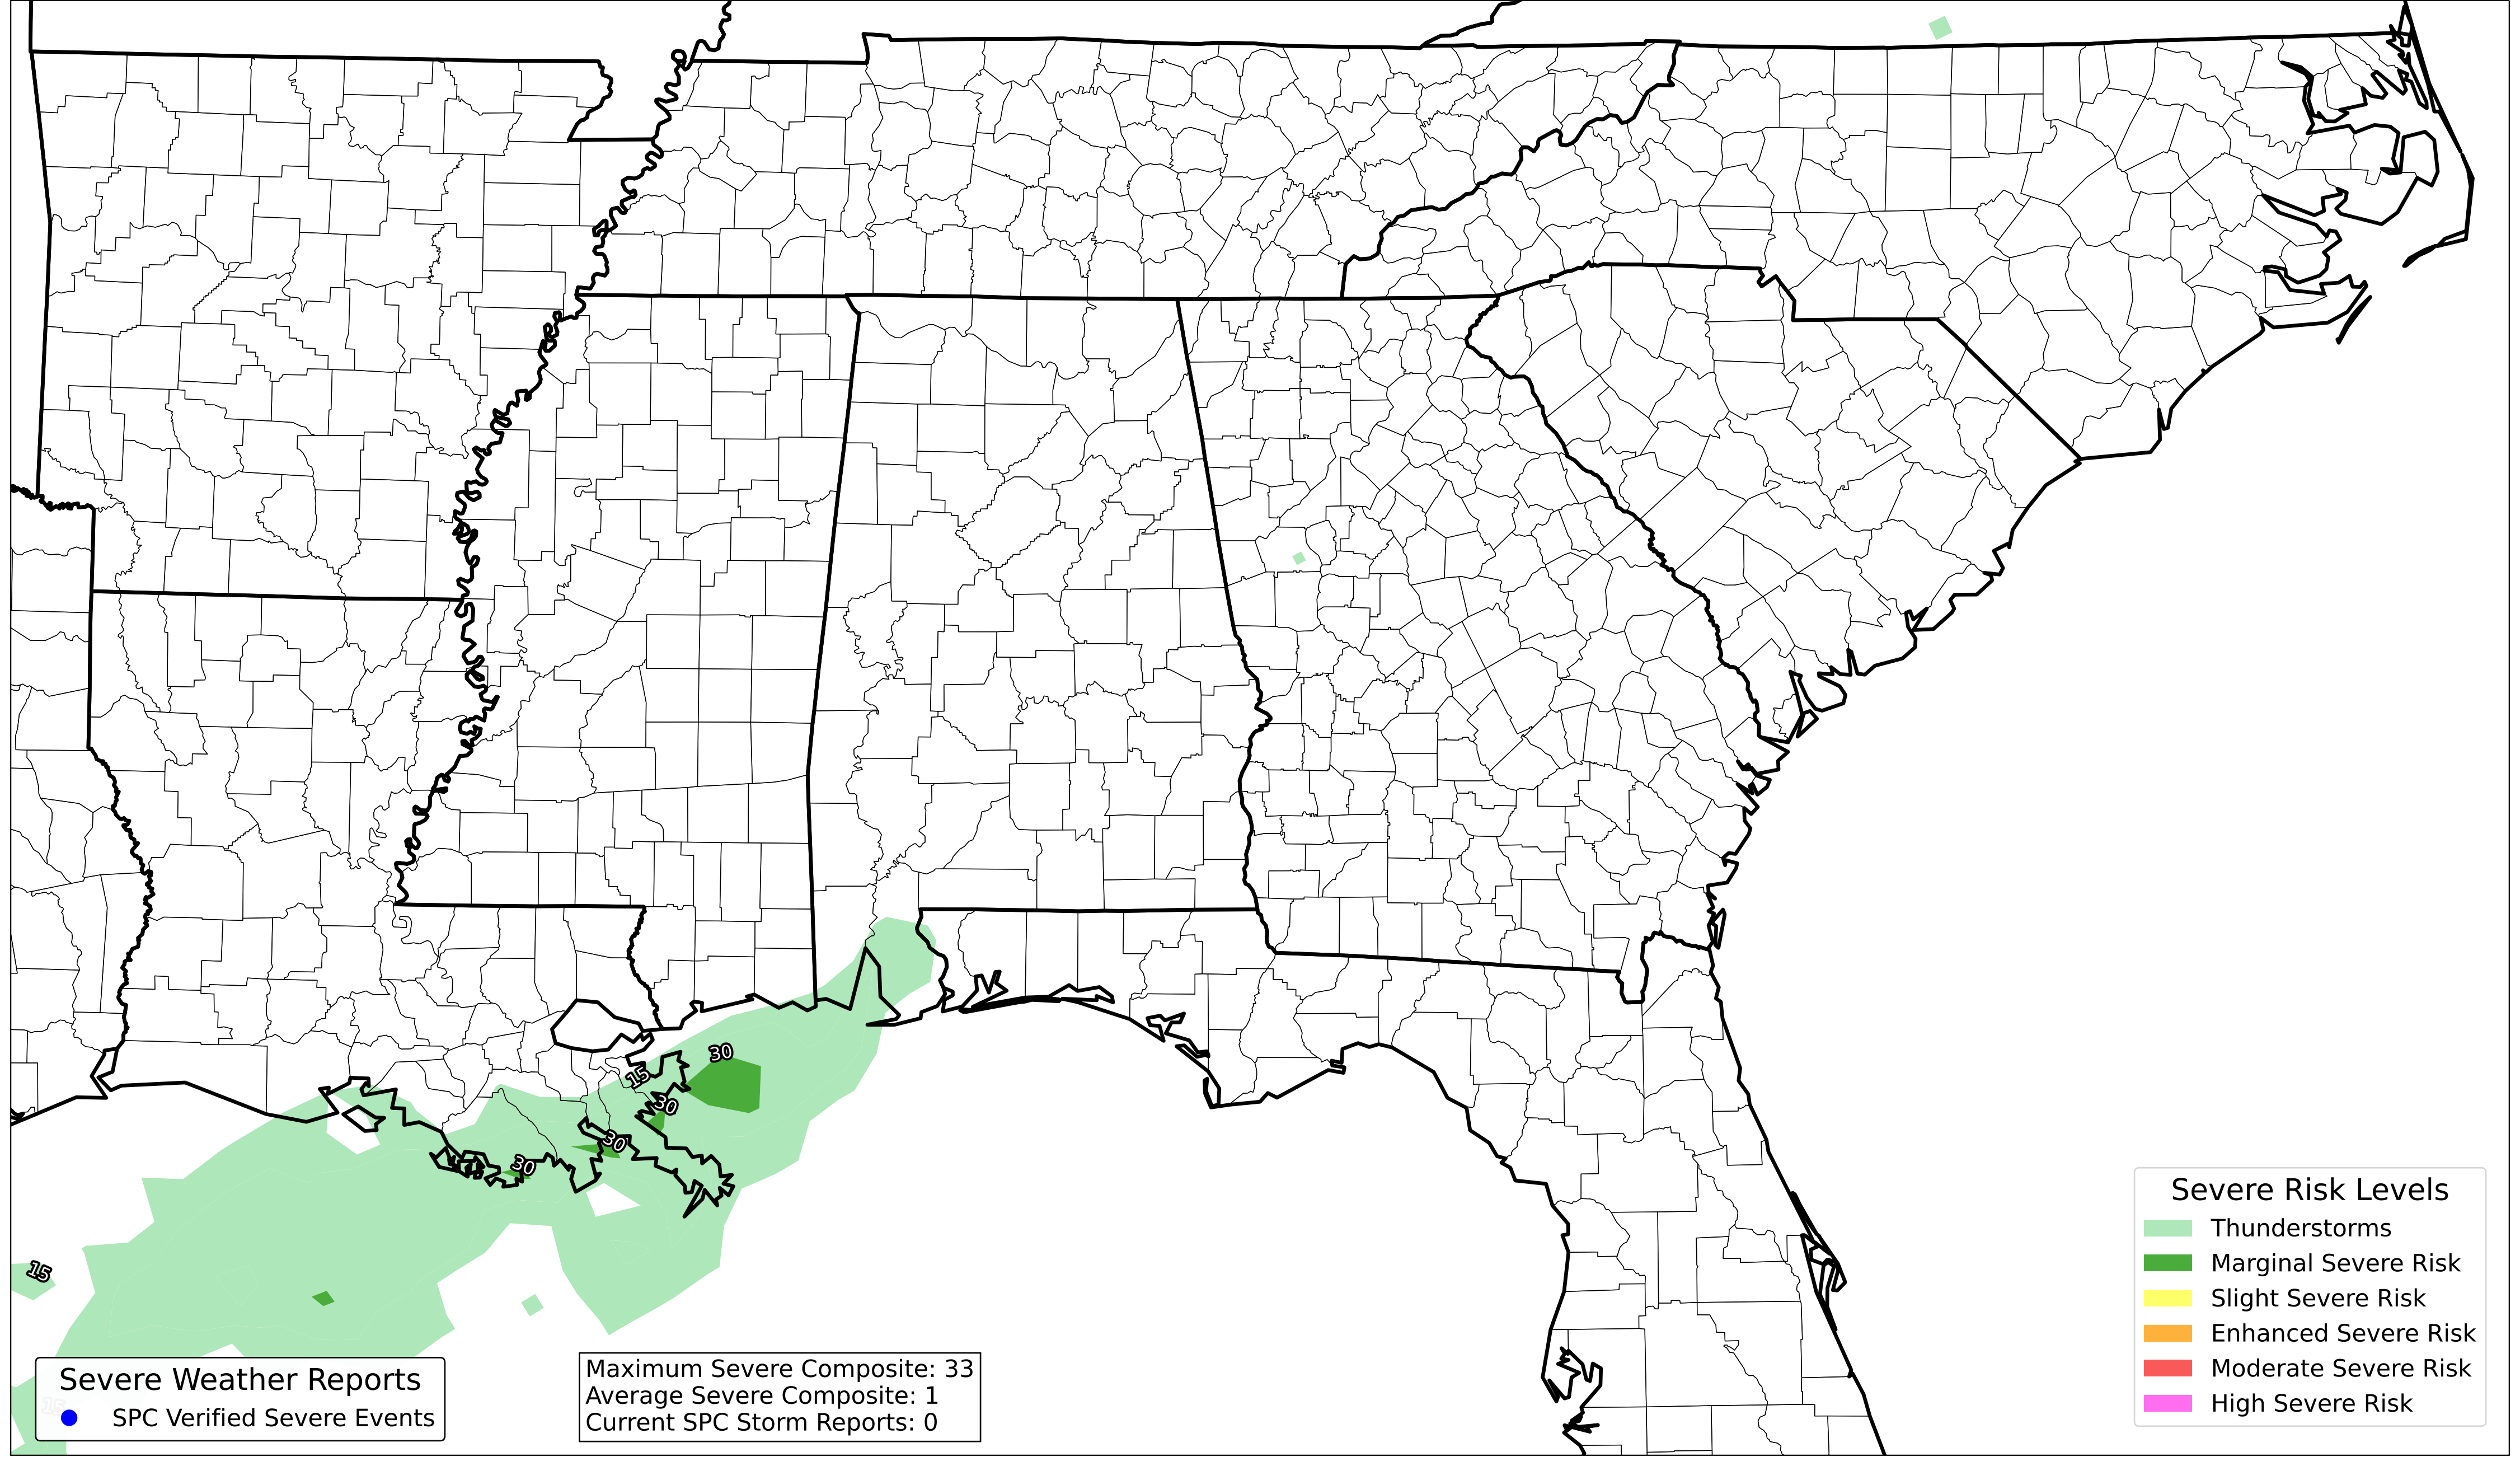 30
15
30
30
30
15
Severe Risk Levels
Thunderstorms
Marginal Severe Risk
Slight Severe Risk
Enhanced Severe Risk
Moderate Severe Risk
High Severe Risk
Severe Weather Reports
SPC Verified Severe Events
Maximum Severe Composite: 33
Average Severe Composite: 1
Current SPC Storm Reports: 0